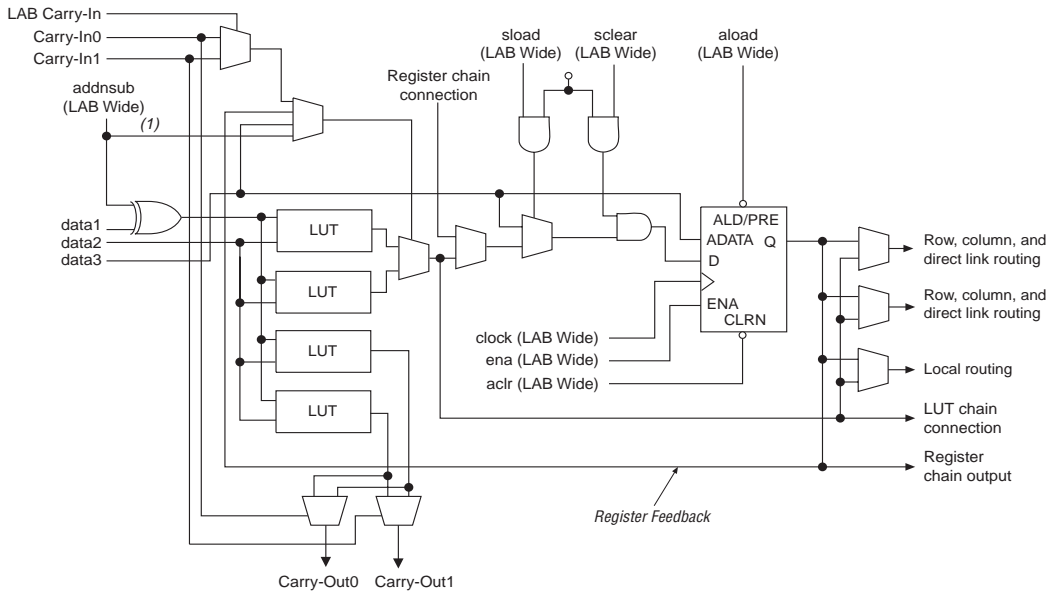 LAB Carry-In
Carry-In0
Carry-In1
addnsub
(LAB Wide)
(1)
Register chain
connection
sload
(LAB Wide)
sclear
(LAB Wide)
aload
(LAB Wide)
data1
data2
data3
LUT
LUT
LUT
LUT
ALD/PRE
ADATA
Q
D
ENA
CLRN
clock (LAB Wide)
ena (LAB Wide)
aclr (LAB Wide)
Row, column, and
direct link routing
Row, column, and
direct link routing
Local routing
LUT chain
connection
Register
chain output
Register Feedback
Carry-Out0
Carry-Out1